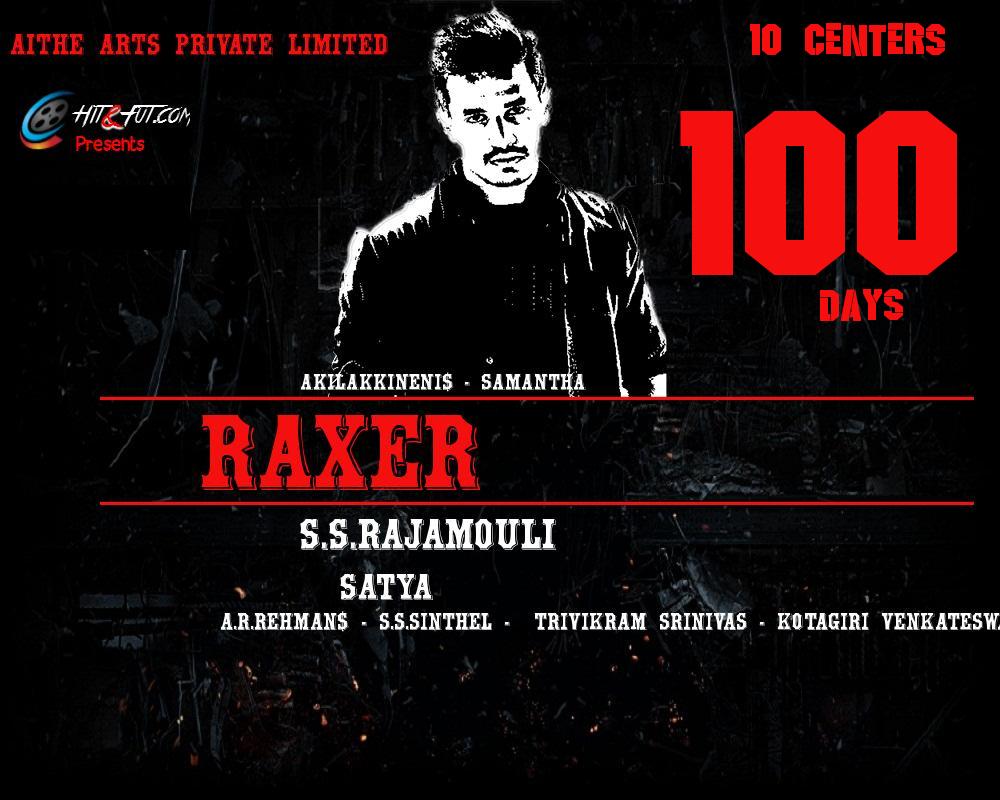 AITHE ARTS PRIVATE LIMITED
HIT&FUT.COM
Presents
10 CENTERS
100
DAYS
AKILAKKINENI$ - SAMANTHA
RAXER
S.S.RAJAMOULI
SATYA
A.R.REHMAN$ - S.S.SINTHEL - TRIVIKRAM SRINIVAS - KOTAGIRI